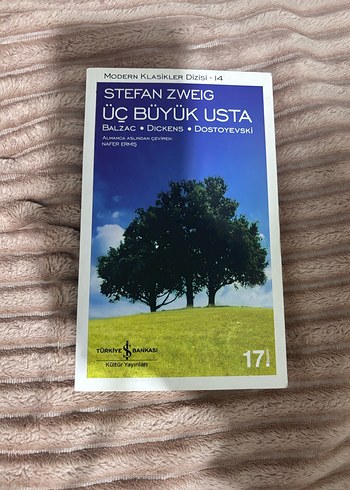 MODERN KLASİKLER DİZİSİ - 14
STEFAN ZWEIG
ÜÇ BÜYÜK USTA
BALZAC • DICKENS • DOSTOYEVSKİ
ALMANCA ASLINDAN ÇEVİREN:
NAFER ERMİŞ
TÜRKİYE İŞ BANKASI
Kültür Yayınları
17.